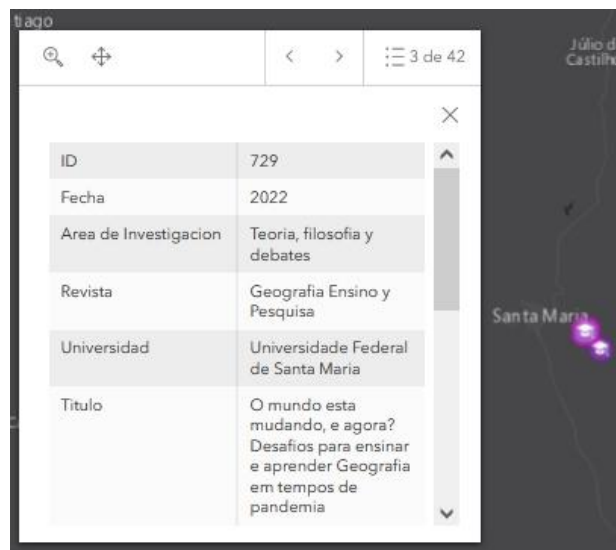 tiago
3 de 42
Júlio d
Castilh
ID 729
Fecha 2022
Area de Investigacion Teoria, filosofia y
debates
Revista Geografia Ensino y
Pesquisa
Santa Maria
Universidad Universidade Federal
de Santa Maria
Titulo O mundo esta
mudando, e agora?
Desafios para ensinar
e aprender Geografia
em tempos de
pandemia